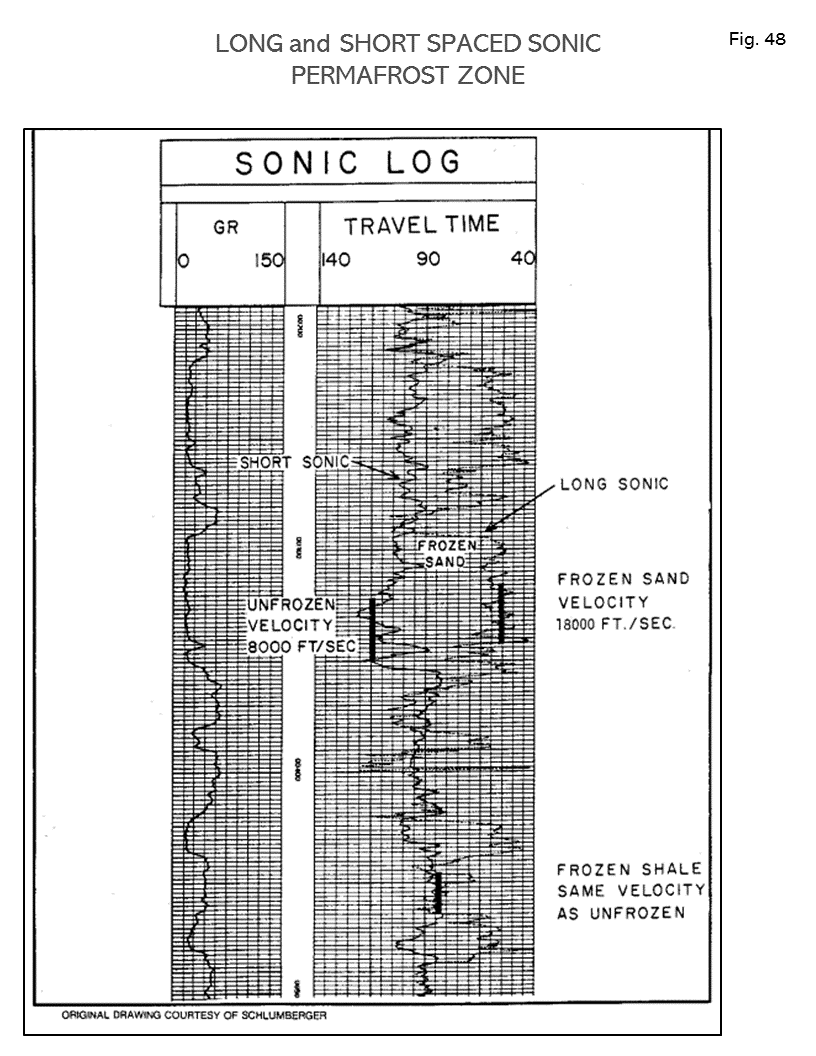 LONG and SHORT SPACED SONIC
PERMAFROST ZONE
Fig. 48
SONIC LOG
GR
TRAVEL TIME
0 150 140 90 40
SHORT SONIC
LONG SONIC
FROZEN
SAND
FROZEN SAND
VELOCITY
18000 FT./SEC.
UNFROZEN
VELOCITY
8000 FT/SEC
FROZEN SHALE
SAME VELOCITY
AS UNFROZEN
ORIGINAL DRAWING COURTESY OF SCHLUMBERGER